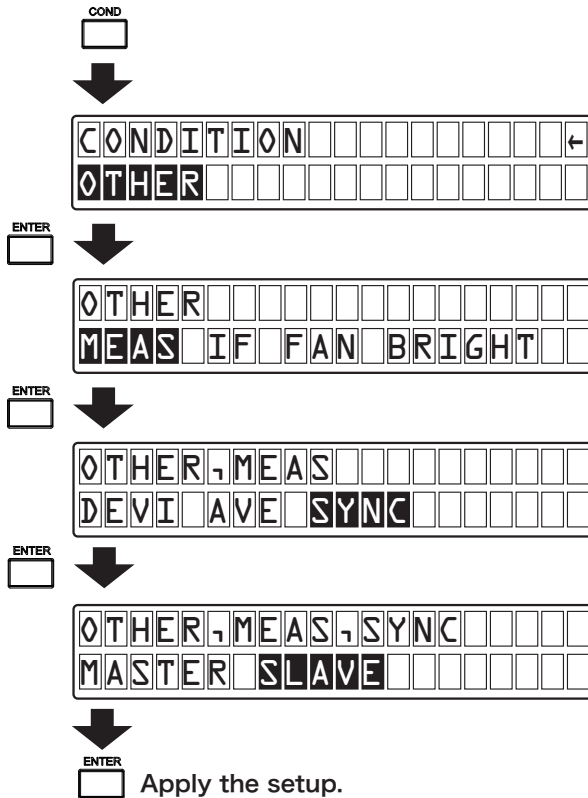 COND
CONDITION ←
OTHER
ENTER
OTHER
MEAS IF FAN BRIGHT
ENTER
OTHER,MEAS
DEVI AVE SYNC
ENTER
OTHER,MEAS,SYNC
MASTER SLAVE
ENTER
Apply the setup.